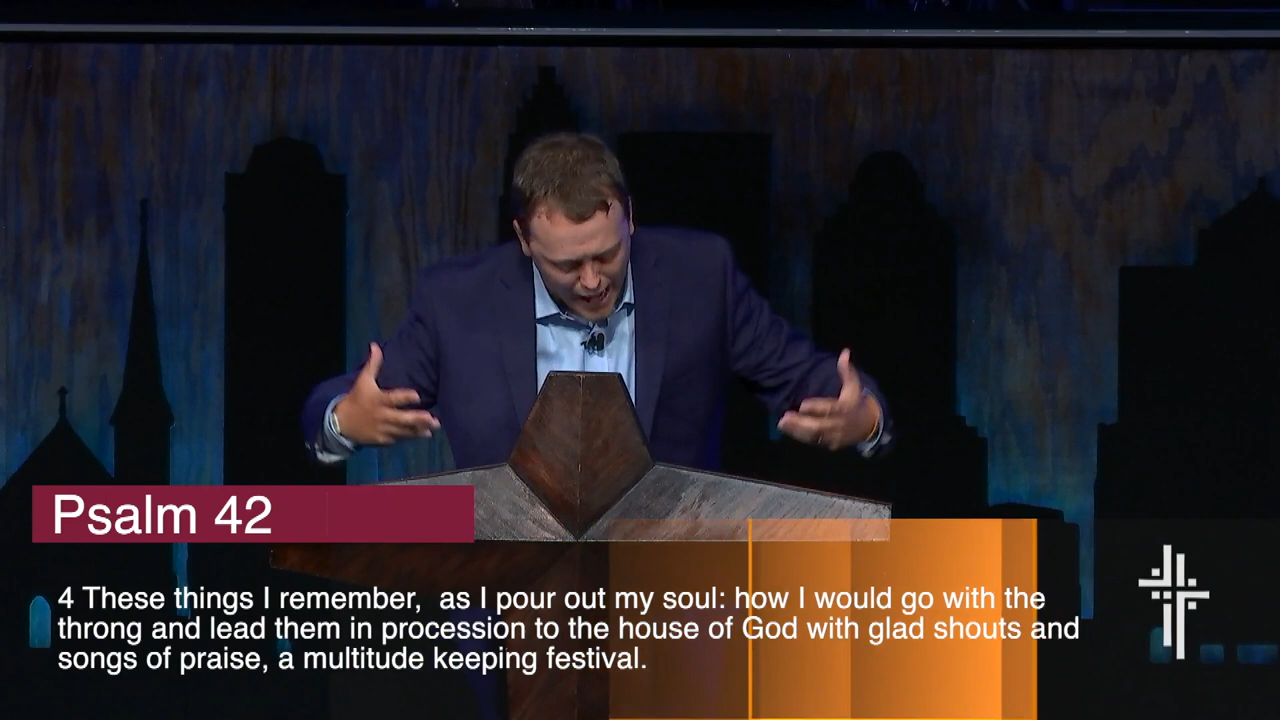 Psalm 42
4 These things I remember,  as I pour out my soul: how I would go with the
throng and lead them in procession to the house of God with glad shouts and
songs of praise, a multitude keeping festival.